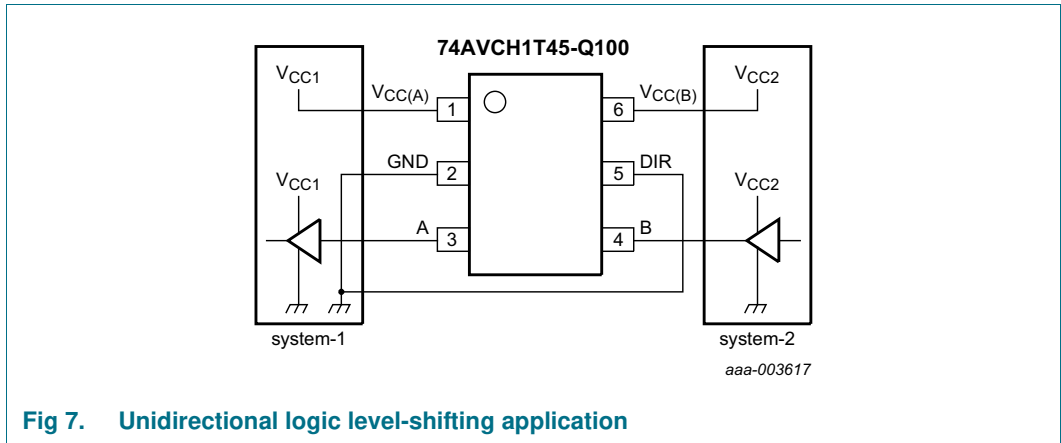 74AVCH1T45-Q100
VCC1
VCC(A)
1
6
VCC(B)
VCC2
GND
2
5
DIR
VCC1
VCC2
A
3
4
B
system-1
system-2
aaa-003617
Fig 7. Unidirectional logic level-shifting application